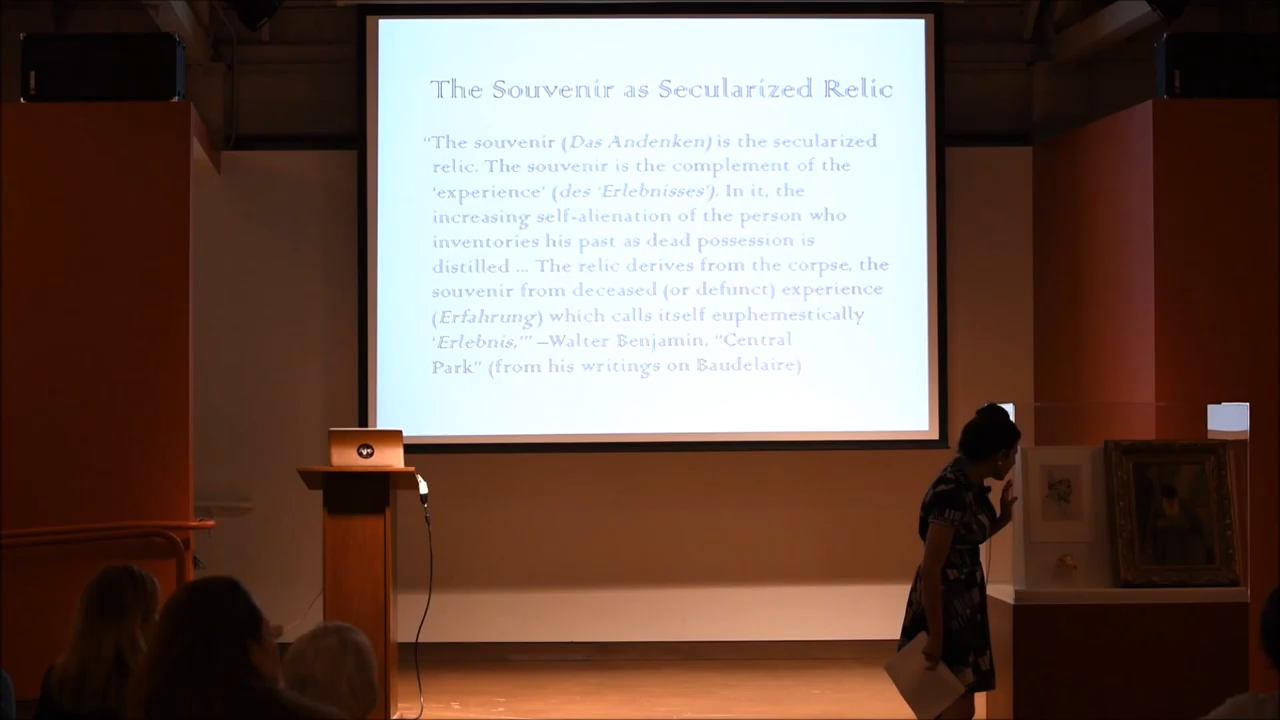 The Souvenir as Secularized Relic
“The souvenir (Das Andenken) is the secularized
relic. The souvenir is the complement of the
‘experience’ (des ‘Erlebnisses’). In it, the
increasing self-alienation of the person who
inventories his past as dead possession is
distilled ... The relic derives from the corpse, the
souvenir from deceased (or defunct) experience
(Erfahrung) which calls itself euphemestically
‘Erlebnis,’” –Walter Benjamin, “Central
Park” (from his writings on Baudelaire)